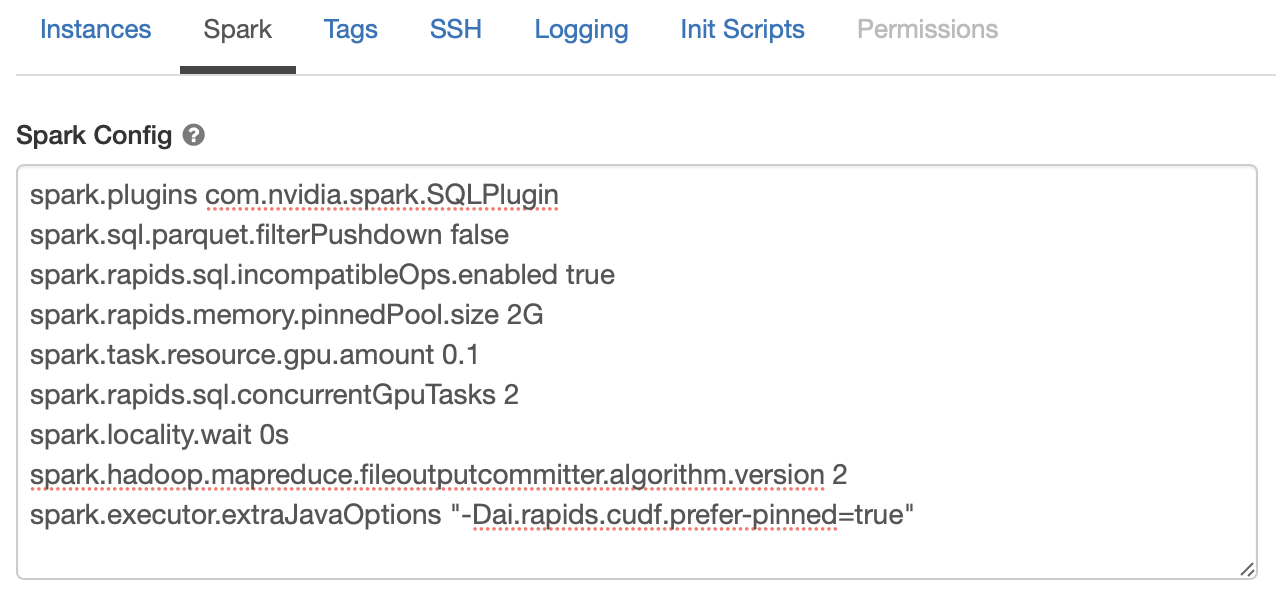 Instances Spark Tags SSH Logging Init Scripts Permissions
Spark Config ?
spark.plugins com.nvidia.spark.SQLPlugin
spark.sql.parquet.filterPushdown false
spark.rapids.sql.incompatibleOps.enabled true
spark.rapids.memory.pinnedPool.size 2G
spark.task.resource.gpu.amount 0.1
spark.rapids.sql.concurrentGpuTasks 2
spark.locality.wait 0s
spark.hadoop.mapreduce.fileoutputcommitter.algorithm.version 2
spark.executor.extraJavaOptions "-Dai.rapids.cudf.prefer-pinned=true"